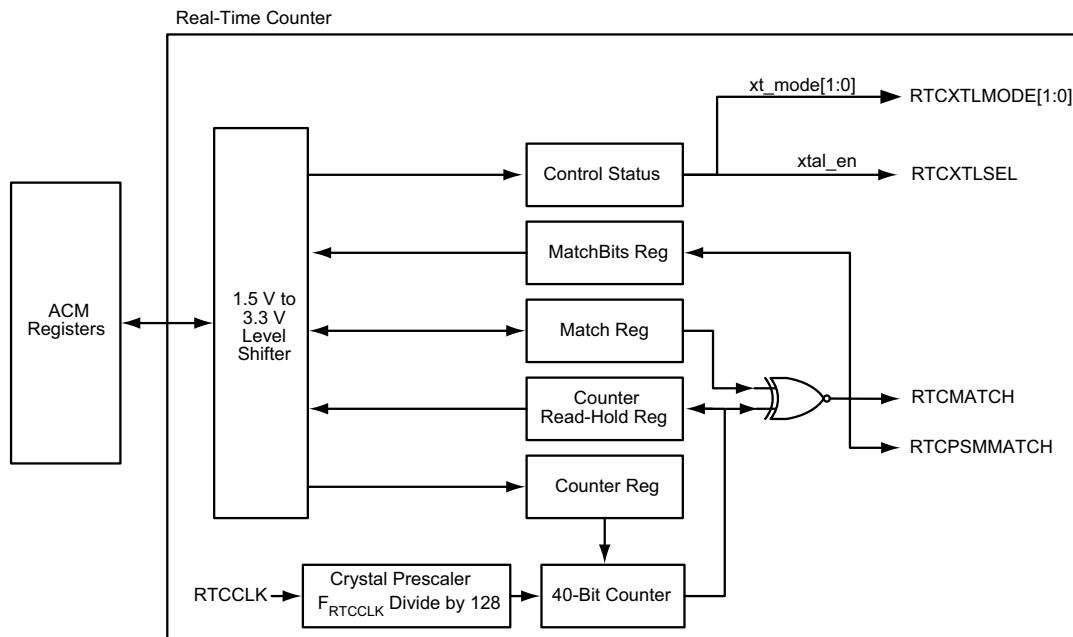 Real-Time Counter
xt_mode[1:0]
RTCXTLMODE[1:0]
Control Status
xtal_en
RTCXTLSEL
MatchBits Reg
ACM
Registers
1.5 V to
3.3 V
Level
Shifter
Match Reg
Counter
Read-Hold Reg
RTCMATCH
RTCPSMMATCH
Counter Reg
RTCCLK
Crystal Prescaler
FRTCCLK Divide by 128
40-Bit Counter